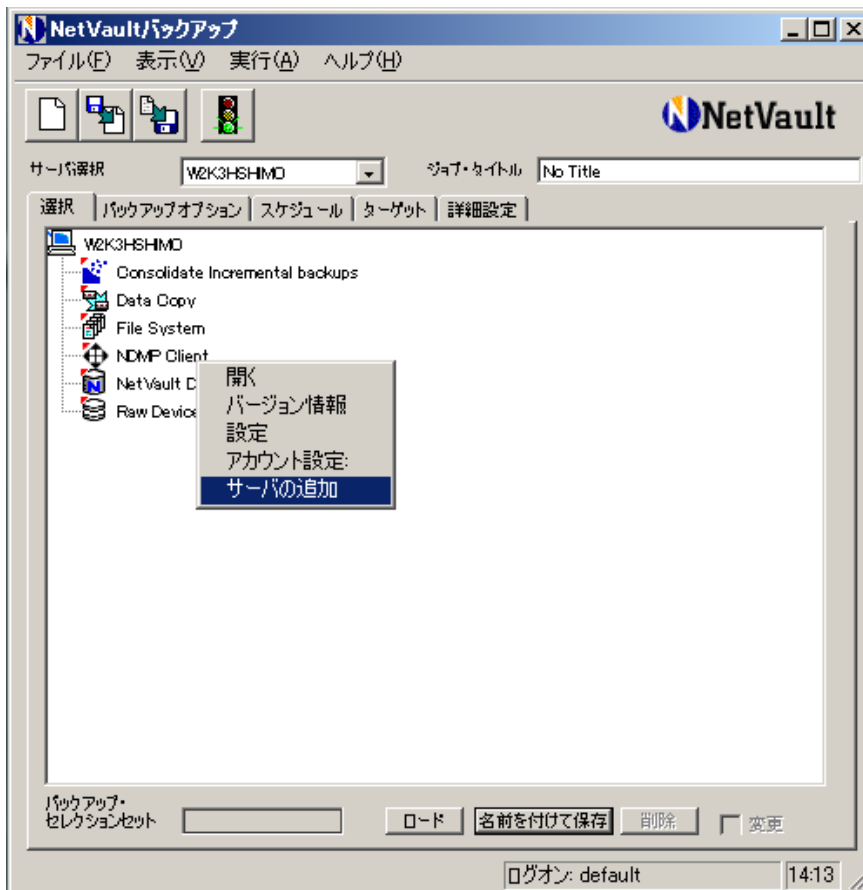 NetVaultバックアップ
ファイル(F) 表示(V) 実行(A) ヘルプ(H)
NetVault
サーバ選択 W2K3HSHIMO ジョブ・タイトル No Title
選択 バックアップオプション スケジュール ターゲット 詳細設定
W2K3HSHIMO
Consolidate Incremental backups
Data Copy
File System
NDMP Client
NetVault D
Raw Device
開く
バージョン情報
設定
アカウント設定:
サーバの追加
バックアップ・
セレクションセット ロード 名前を付けて保存 削除 変更
ログオン: default 14:13